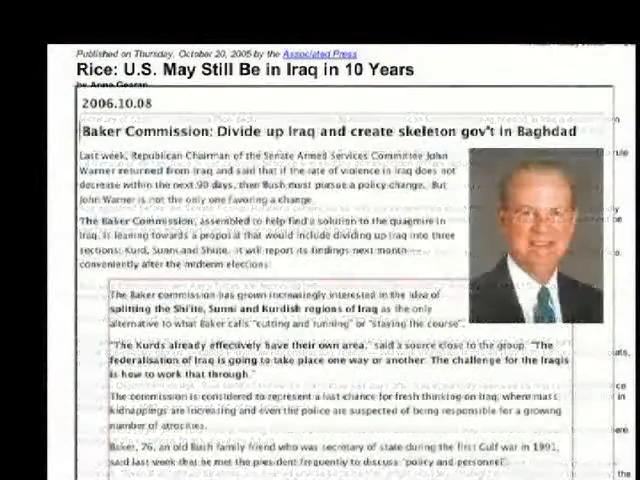 Published on Thursday, October 20, 2005 by the Associated Press
Rice: U.S. May Still Be in Iraq in 10 Years
by Anne Gearan
2006.10.08
Baker Commission: Divide up Iraq and create skeleton gov't in Baghdad
Last week, Republican Chairman of the Senate Armed Services Committee John
Warner returned from Iraq and said that if the rate of violence in Iraq does not
decrease within the next 90 days, then Bush must pursue a policy change. But
John Warner is not the only one favoring a change.
The Baker Commission, assembled to help find a solution to the quagmire in
Iraq, is leaning towards a proposal that would include dividing up Iraq into three
sections: Kurd, Sunni and Shiite. It will report its findings next month
conveniently after the midterm elections:
The Baker commission has grown increasingly interested in the idea of
splitting the Shi'ite, Sunni and Kurdish regions of Iraq as the only
alternative to what Baker calls "cutting and running" or "staying the course".
"The Kurds already effectively have their own area," said a source close to the group. "The
federalisation of Iraq is going to take place one way or another. The challenge for the Iraqis
is how to work that through."
The commission is considered to represent a last chance for fresh thinking on Iraq, where mass
kidnappings are increasing and even the police are suspected of being responsible for a growing
number of atrocities.
Baker, 76, an old Bush family friend who was secretary of state during the first Gulf war in 1991,
said last week that he met the president frequently to discuss "policy and personnel".